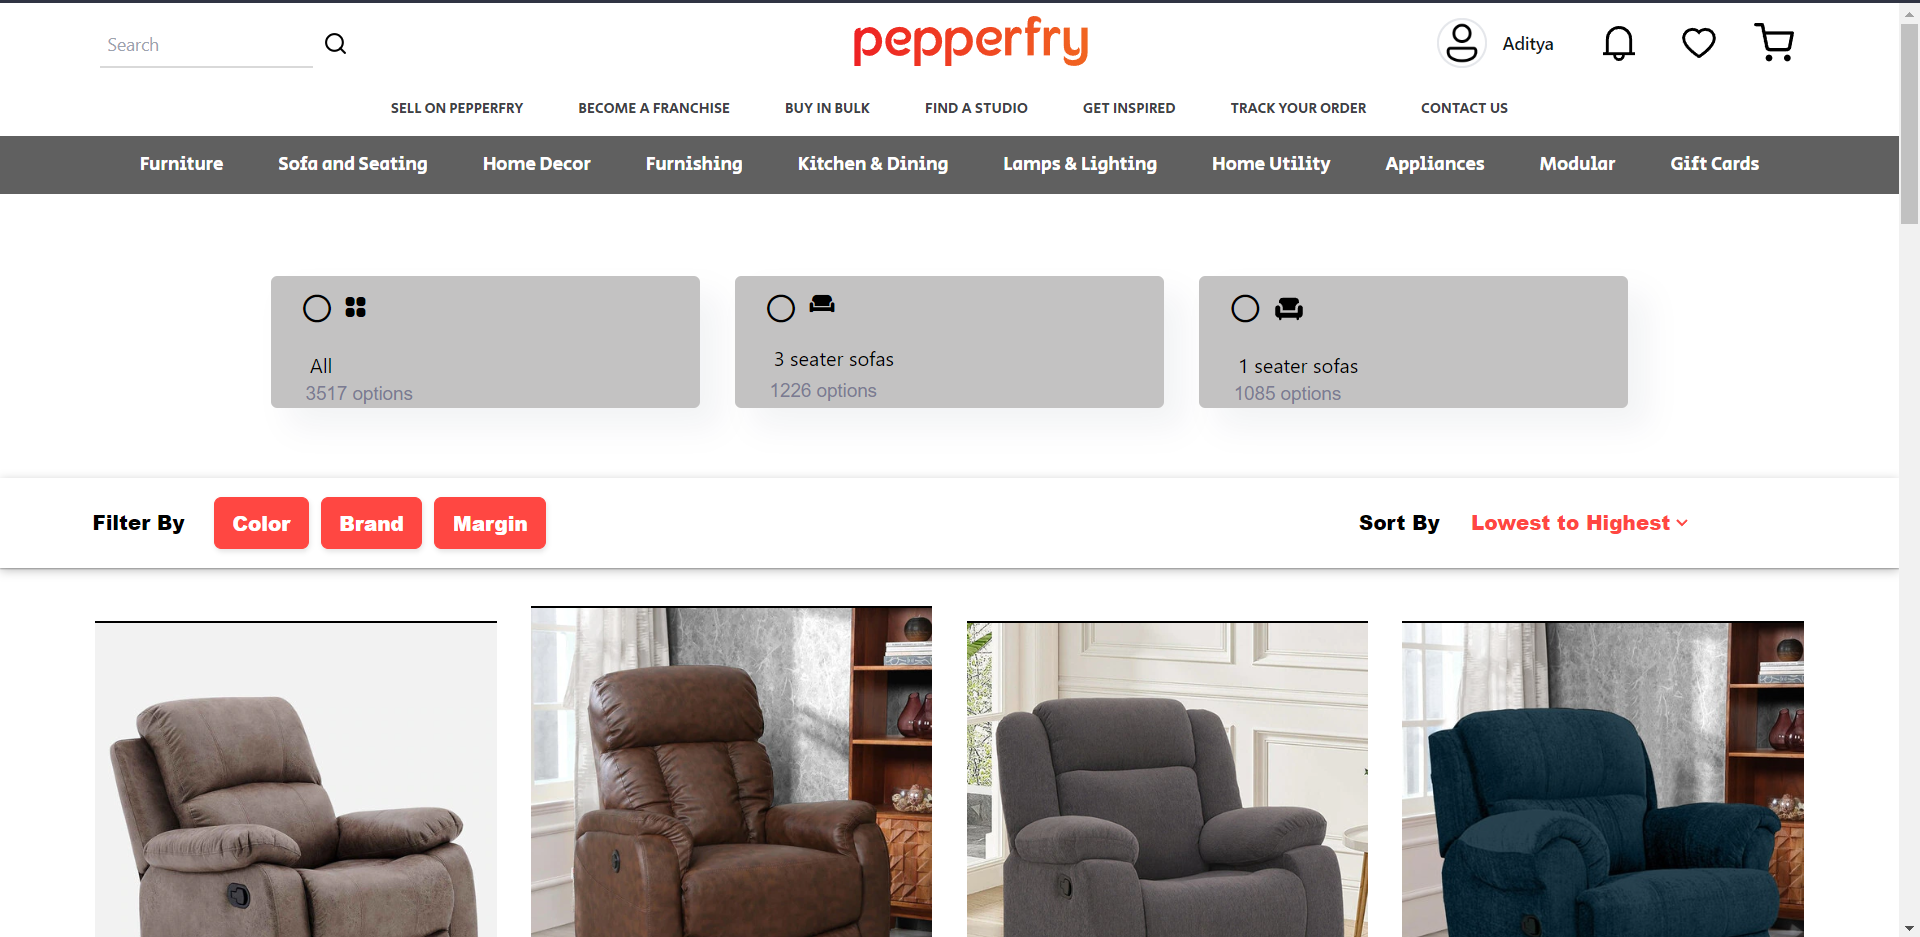 Search
pepperfry
Aditya
SELL ON PEPPERFRY BECOME A FRANCHISE BUY IN BULK FIND A STUDIO GET INSPIRED TRACK YOUR ORDER CONTACT US
Furniture Sofa and Seating Home Decor Furnishing Kitchen & Dining Lamps & Lighting Home Utility Appliances Modular Gift Cards
All
3517 options
3 seater sofas
1226 options
1 seater sofas
1085 options
Filter By Color Brand Margin Sort By Lowest to Highest